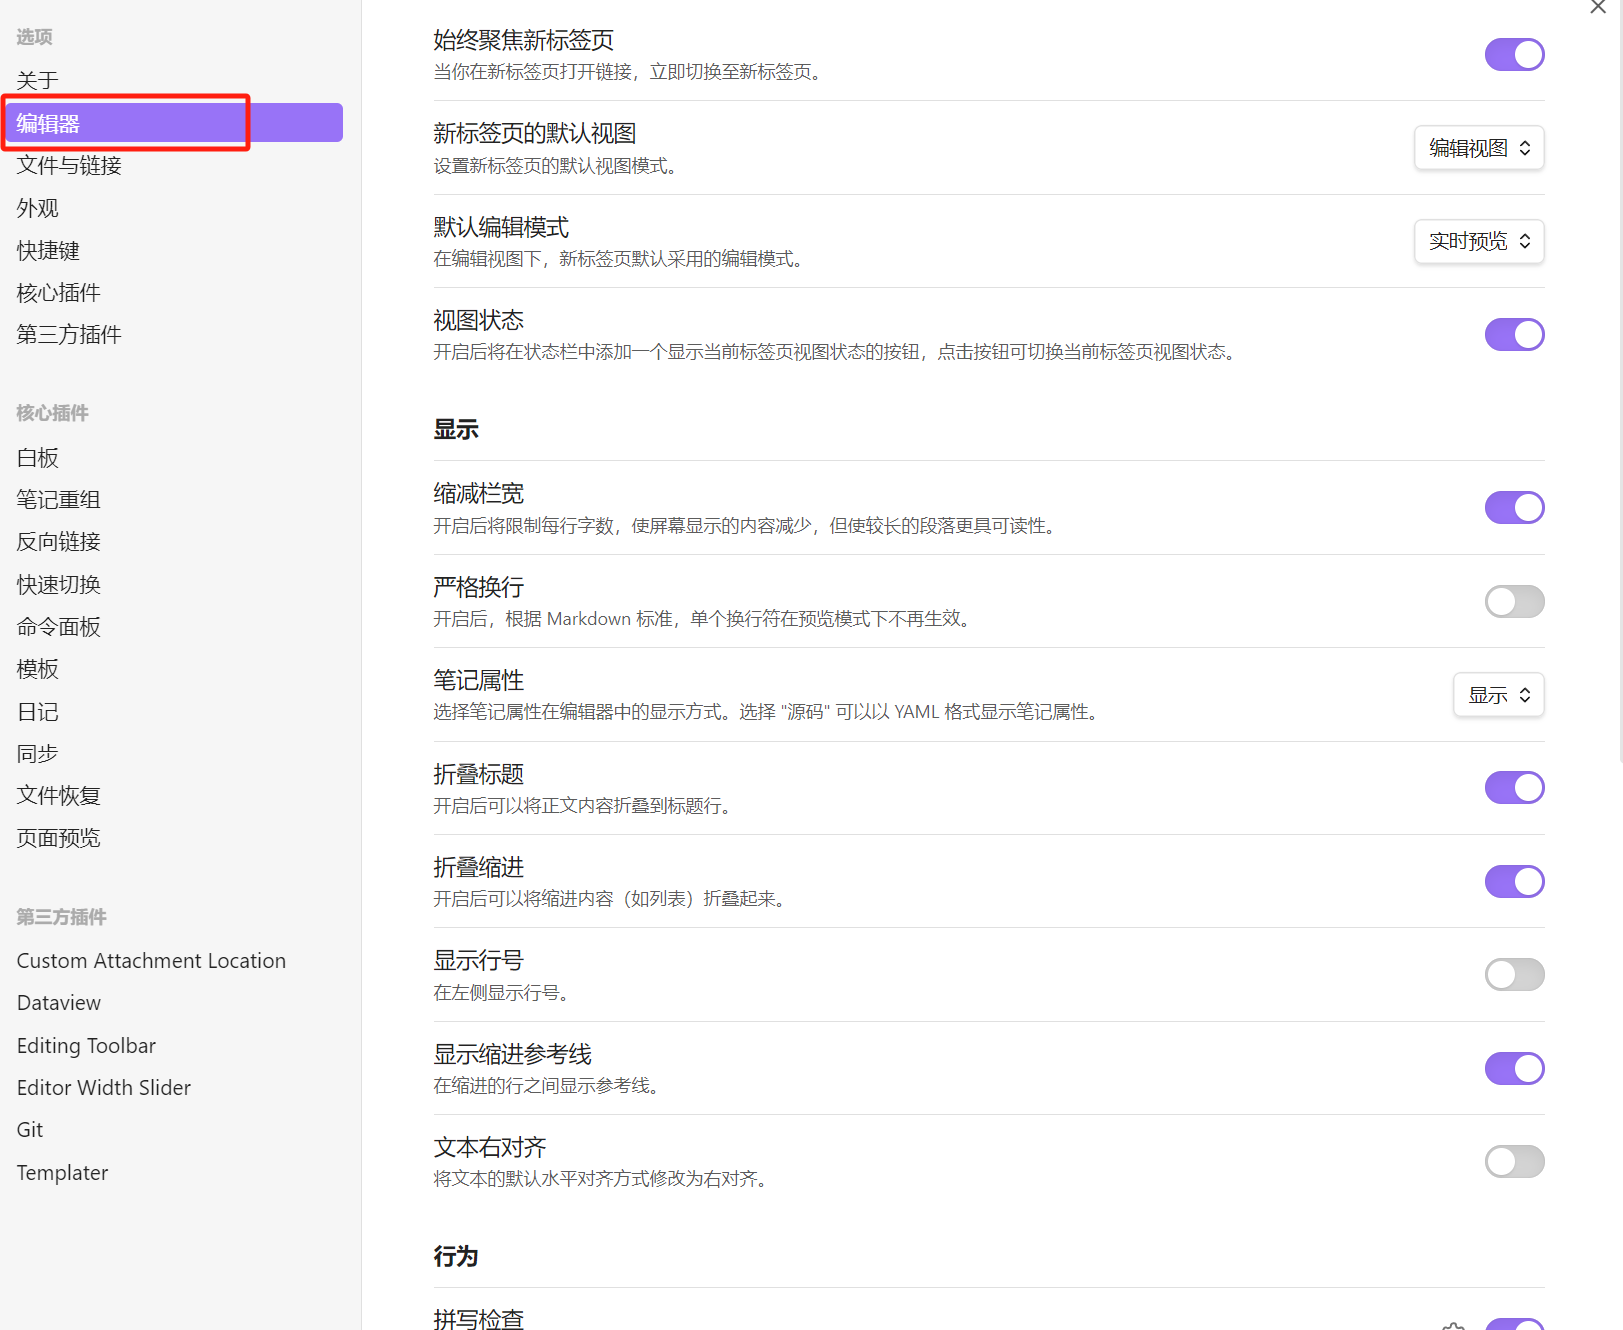 选项
关于
编辑器
文件与链接
外观
快捷键
核心插件
第三方插件
核心插件
白板
笔记重组
反向链接
快速切换
命令面板
模板
日记
同步
文件恢复
页面预览
第三方插件
Custom Attachment Location
Dataview
Editing Toolbar
Editor Width Slider
Git
Templater
始终聚焦新标签页
当你在新标签页打开链接，立即切换至新标签页。
新标签页的默认视图
设置新标签页的默认视图模式。
编辑视图
默认编辑模式
在编辑视图下，新标签页默认采用的编辑模式。
实时预览
视图状态
开启后将在状态栏中添加一个显示当前标签页视图状态的按钮，点击按钮可切换当前标签页视图状态。
显示
缩减栏宽
开启后将限制每行字数，使屏幕显示的内容减少，但使较长的段落更具可读性。
严格换行
开启后，根据 Markdown 标准，单个换行符在预览模式下不再生效。
笔记属性
选择笔记属性在编辑器中的显示方式。选择 "源码" 可以以 YAML 格式显示笔记属性。
显示
折叠标题
开启后可以将正文内容折叠到标题行。
折叠缩进
开启后可以将缩进内容（如列表）折叠起来。
显示行号
在左侧显示行号。
显示缩进参考线
在缩进的行之间显示参考线。
文本右对齐
将文本的默认水平对齐方式修改为右对齐。
行为
拼写检查